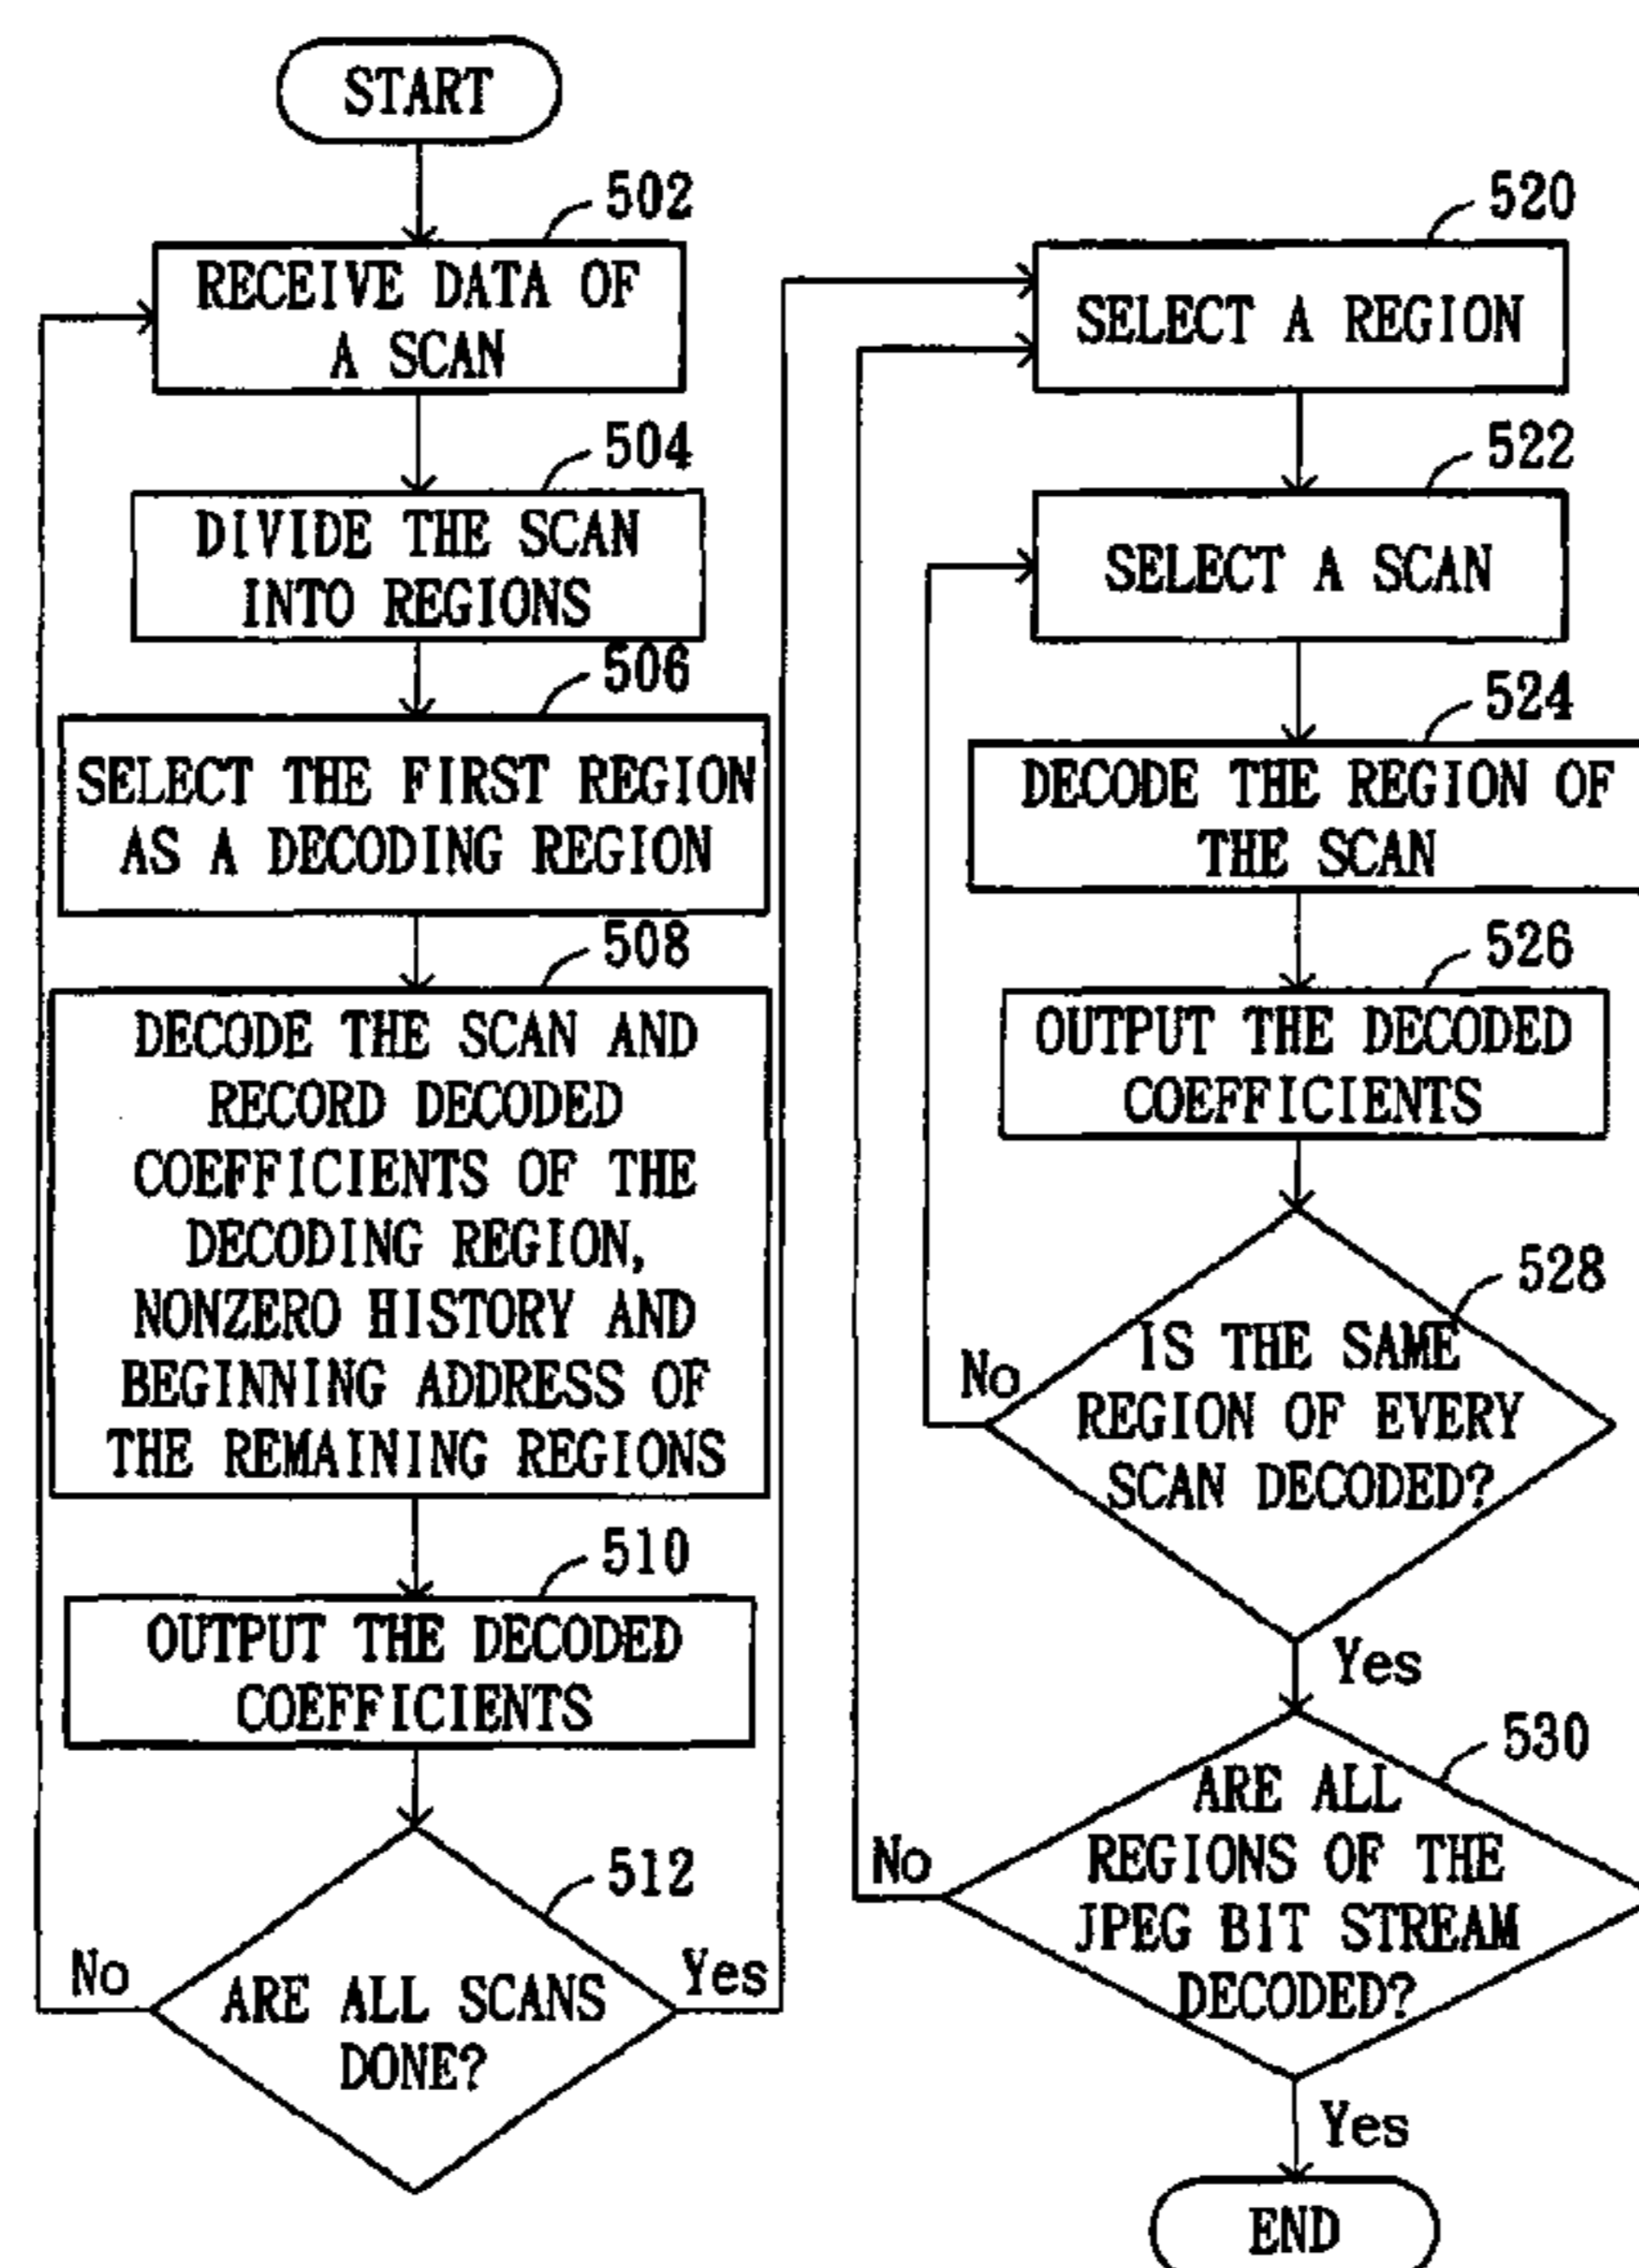 START
502
RECEIVE DATA OF
A SCAN
504
DIVIDE THE SCAN
INTO REGIONS
506
SELECT THE FIRST REGION
AS A DECODING REGION
508
DECODE THE SCAN AND
RECORD DECODED
COEFFICIENTS OF THE
DECODING REGION,
NONZERO HISTORY AND
BEGINNING ADDRESS OF
THE REMAINING REGIONS
510
OUTPUT THE DECODED
COEFFICIENTS
512
ARE ALL SCANS
DONE?
No
Yes
520
SELECT A REGION
522
SELECT A SCAN
524
DECODE THE REGION OF
THE SCAN
526
OUTPUT THE DECODED
COEFFICIENTS
528
IS THE SAME
REGION OF EVERY
SCAN DECODED?
No
Yes
530
ARE ALL
REGIONS OF THE
JPEG BIT STREAM
DECODED?
No
Yes
END